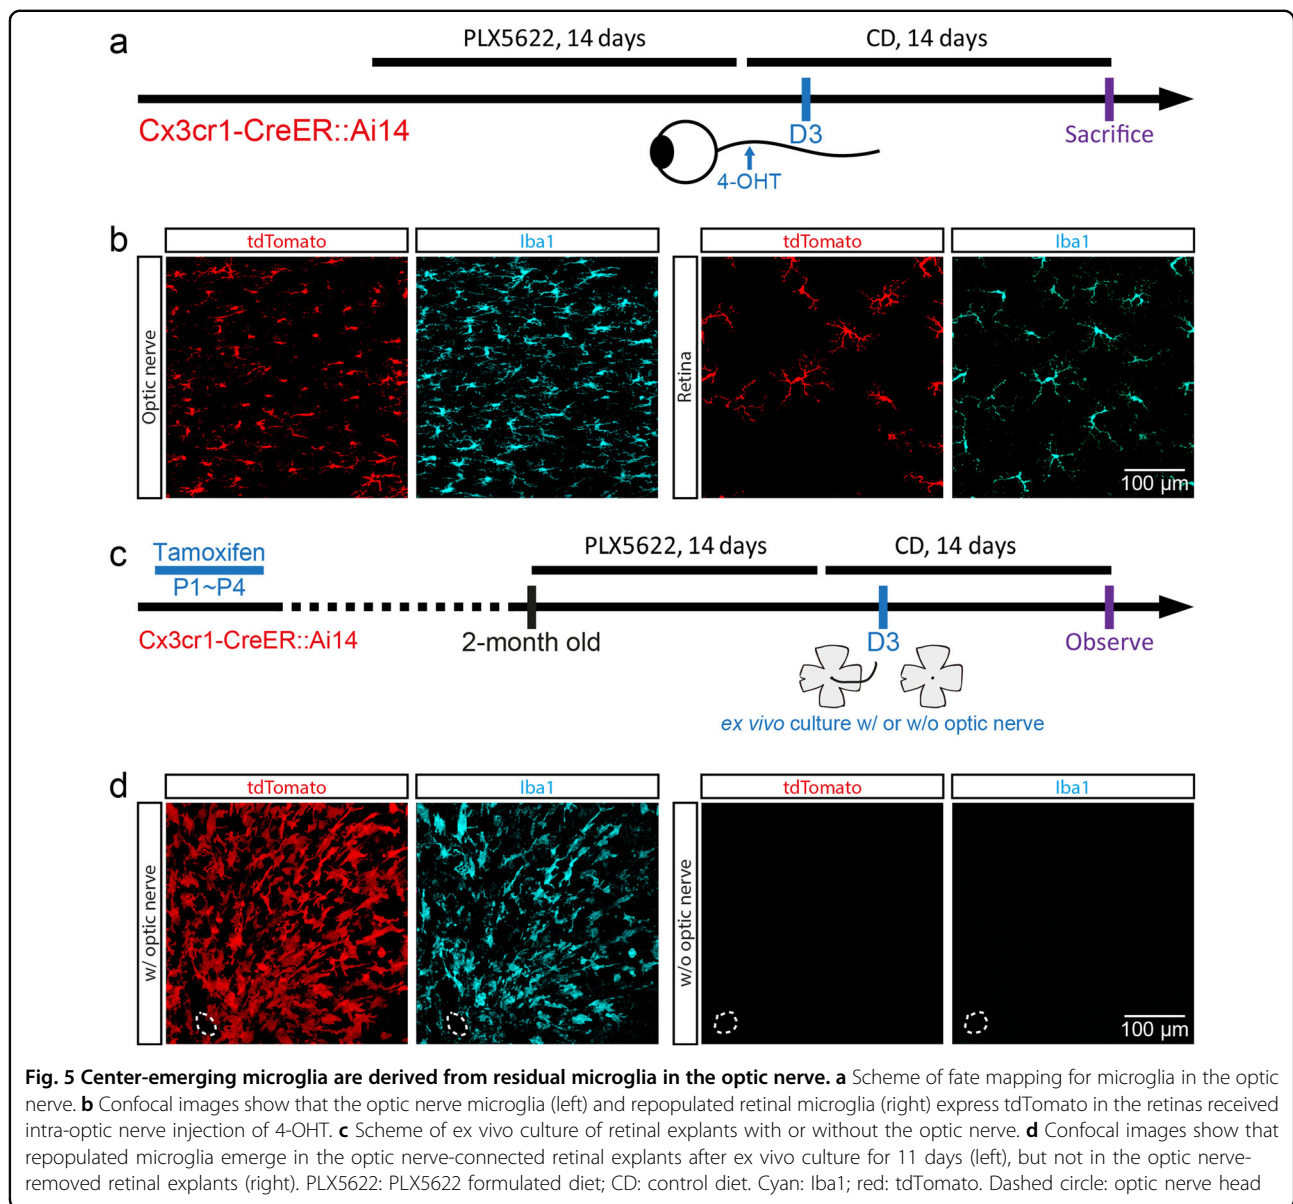 a
PLX5622, 14 days
CD, 14 days
Cx3cr1-CreER::Ai14
D3
Sacrifice
4-OHT
b
tdTomato
Iba1
tdTomato
Iba1
Optic nerve
Retina
100 µm
c
Tamoxifen
P1~P4
PLX5622, 14 days
CD, 14 days
Cx3cr1-CreER::Ai14
2-month old
D3
Observe
ex vivo culture w/ or w/o optic nerve
d
tdTomato
Iba1
tdTomato
Iba1
w/ optic nerve
w/o optic nerve
100 µm
Fig. 5 Center-emerging microglia are derived from residual microglia in the optic nerve. a Scheme of fate mapping for microglia in the optic
nerve. b Confocal images show that the optic nerve microglia (left) and repopulated retinal microglia (right) express tdTomato in the retinas received
intra-optic nerve injection of 4-OHT. c Scheme of ex vivo culture of retinal explants with or without the optic nerve. d Confocal images show that
repopulated microglia emerge in the optic nerve-connected retinal explants after ex vivo culture for 11 days (left), but not in the optic nerve-
removed retinal explants (right). PLX5622: PLX5622 formulated diet; CD: control diet. Cyan: Iba1; red: tdTomato. Dashed circle: optic nerve head